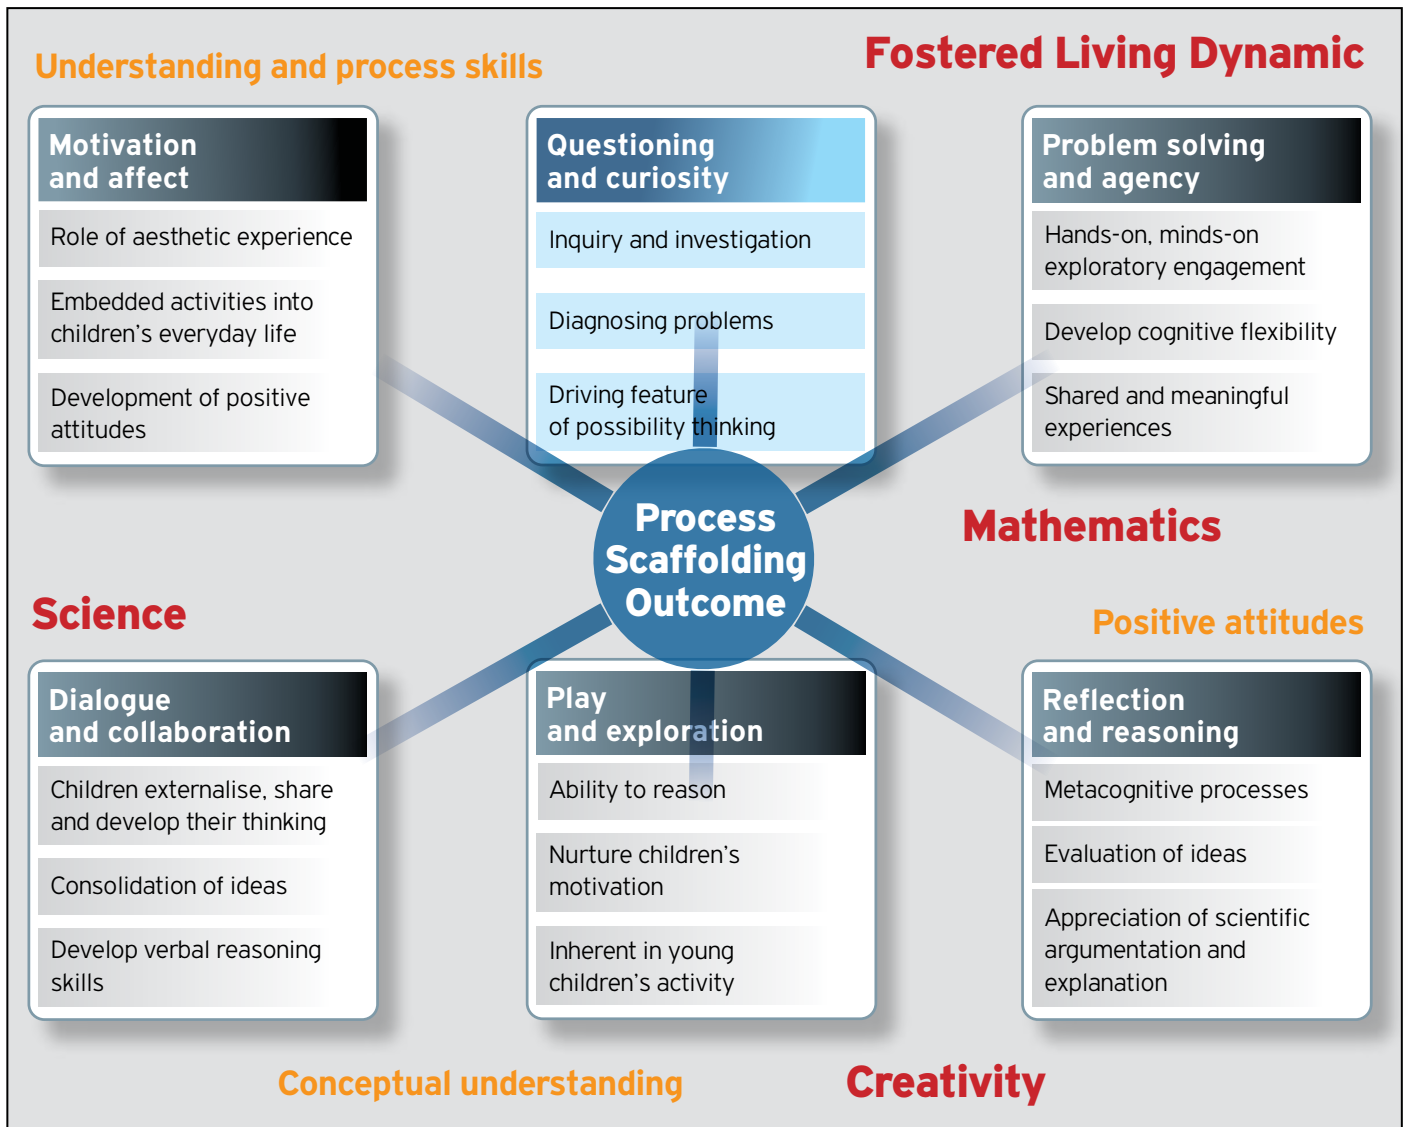 Understanding and process skills
Fostered Living Dynamic
Motivation
and affect
Role of aesthetic experience
Embedded activities into
children's everyday life
Development of positive
attitudes
Questioning
and curiosity
Inquiry and investigation
Diagnosing problems
Driving feature
of possibility thinking
Problem solving
and agency
Hands-on, minds-on
exploratory engagement
Develop cognitive flexibility
Shared and meaningful
experiences
Process
Scaffolding
Outcome
Mathematics
Science
Positive attitudes
Dialogue
and collaboration
Children externalise, share
and develop their thinking
Consolidation of ideas
Develop verbal reasoning
skills
Play
and exploration
Ability to reason
Nurture children's
motivation
Inherent in young
children's activity
Reflection
and reasoning
Metacognitive processes
Evaluation of ideas
Appreciation of scientific
argumentation and
explanation
Conceptual understanding
Creativity